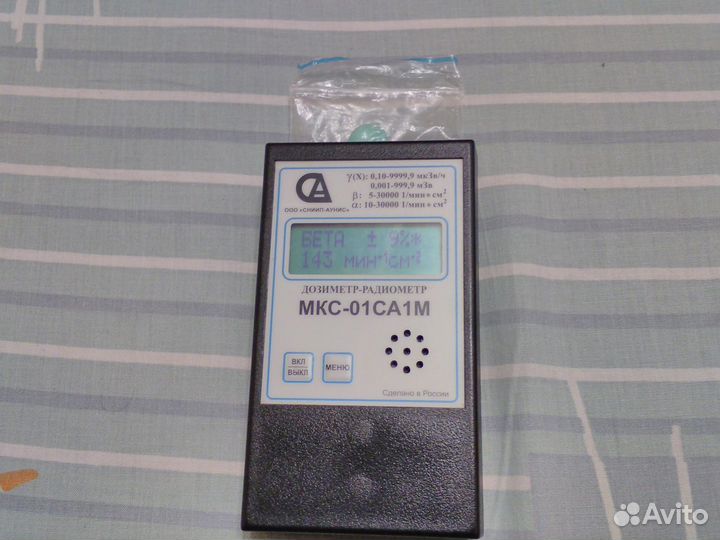 γ(X): 0,10-9999,9 мкЗв/ч
0,001-999,9 мЗв
β: 5-30000 1/мин∗см²
α: 10-30000 1/мин∗см²
СА
ООО «СНИИП-АУНИС»
БЕТА ± 9%*
143 мин⁻¹см⁻²
ДОЗИМЕТР-РАДИОМЕТР
МКС-01СА1М
ВКЛ
ВЫКЛ
МЕНЮ
Сделано в России
Avito